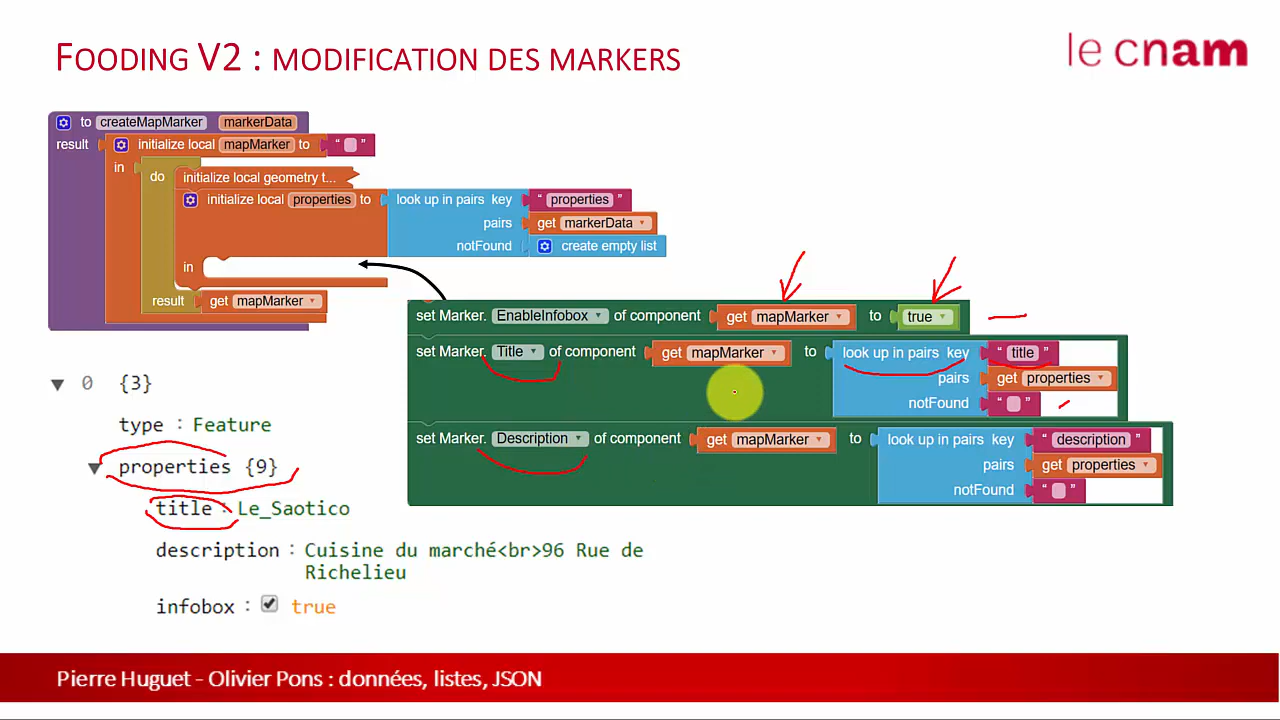 FOODING V2 : MODIFICATION DES MARKERS
le cnam
to createMapMarker markerData
result initialize local mapMarker to " "
in
do initialize local geometry t...
initialize local properties to look up in pairs key " properties "
pairs get markerData
notFound create empty list
in
result get mapMarker
set Marker. EnableInfobox of component get mapMarker to true
set Marker. Title of component get mapMarker to look up in pairs key " title "
pairs get properties
notFound " "
set Marker. Description of component get mapMarker to look up in pairs key " description "
pairs get properties
notFound " "
0 {3}
type : Feature
properties {9}
title : Le_Saotico
description : Cuisine du marché<br>96 Rue de
Richelieu
infobox : true
Pierre Huguet - Olivier Pons : données, listes, JSON